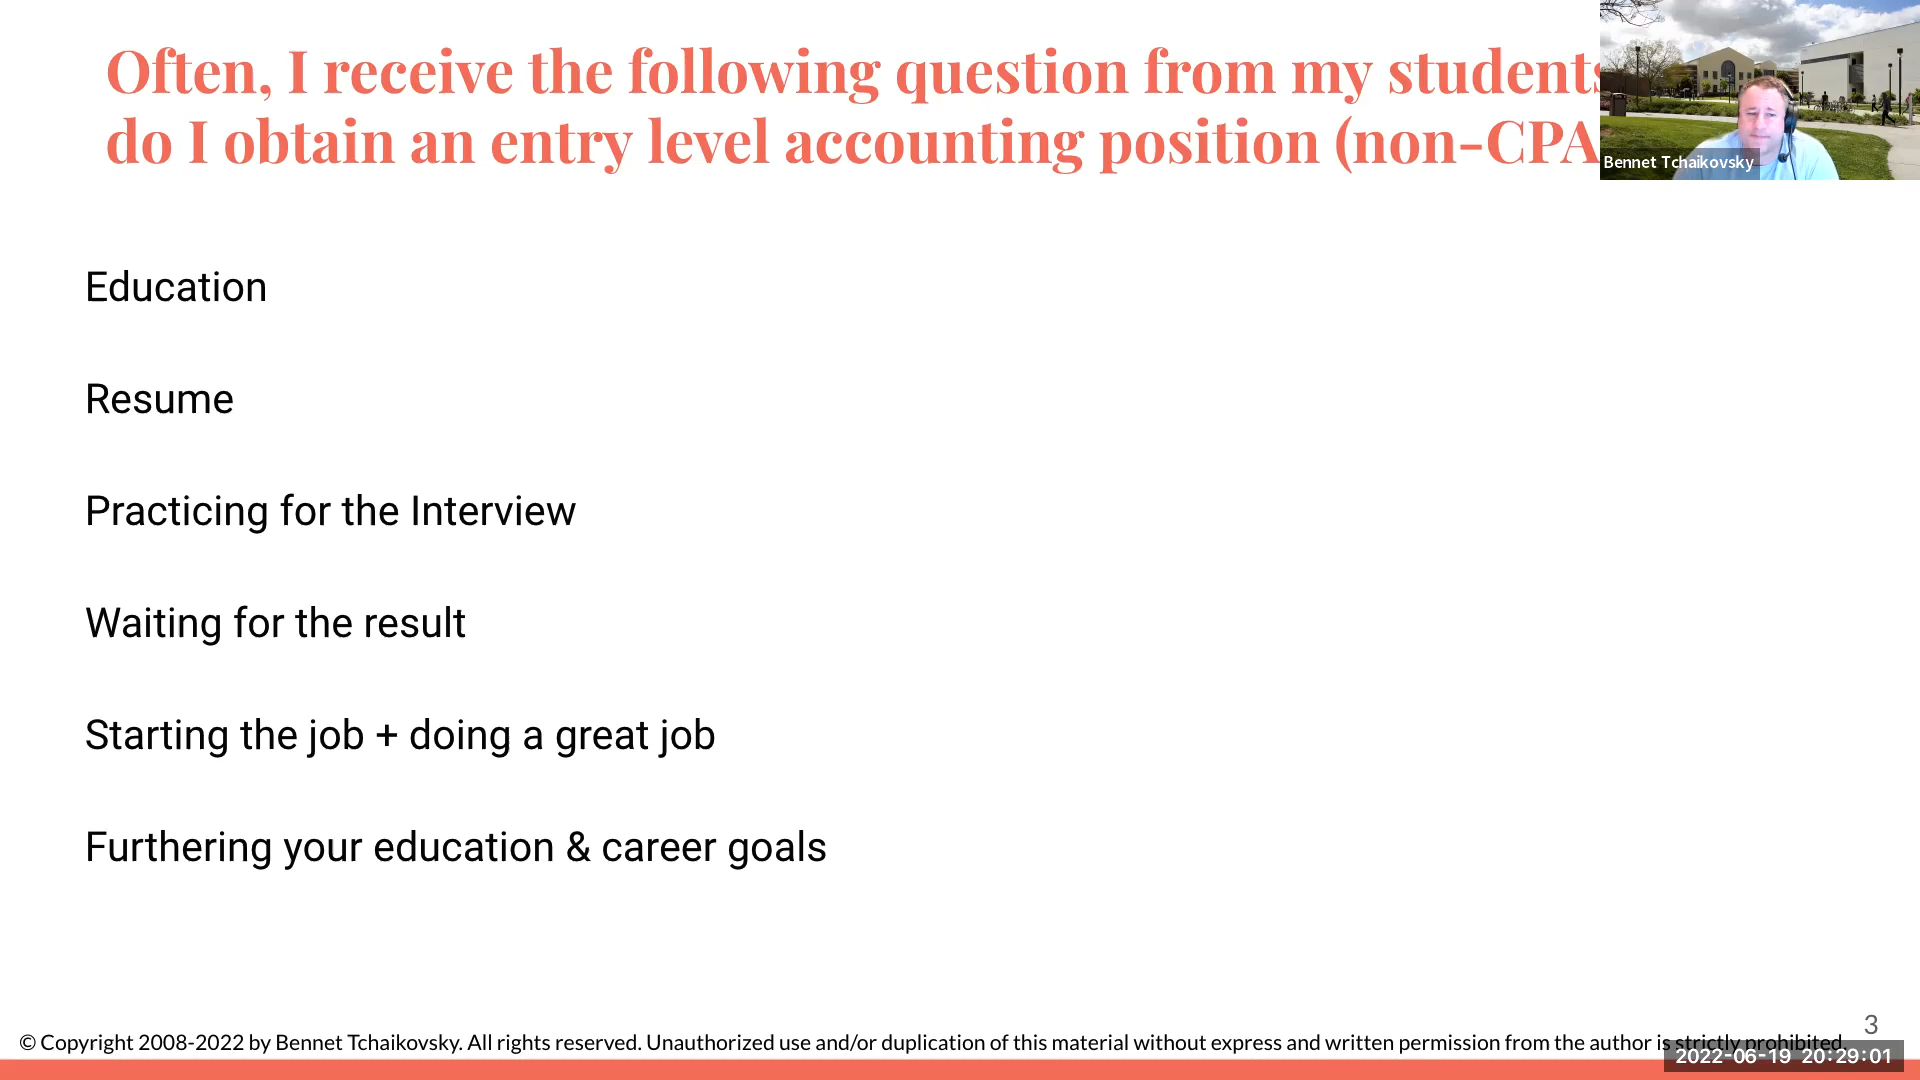 Often, I receive the following question from my students
do I obtain an entry level accounting position (non-CPA
Bennet Tchaikovsky
Education
Resume
Practicing for the Interview
Waiting for the result
Starting the job + doing a great job
Furthering your education & career goals
3
© Copyright 2008-2022 by Bennet Tchaikovsky. All rights reserved. Unauthorized use and/or duplication of this material without express and written permission from the author is strictly prohibited.
2022-06-19 20:29:01